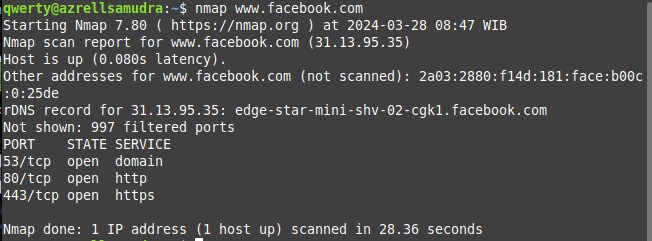 qwerty@azrellsamudra:~$ nmap www.facebook.com
Starting Nmap 7.80 ( https://nmap.org ) at 2024-03-28 08:47 WIB
Nmap scan report for www.facebook.com (31.13.95.35)
Host is up (0.080s latency).
Other addresses for www.facebook.com (not scanned): 2a03:2880:f14d:181:face:b00c
:0:25de
rDNS record for 31.13.95.35: edge-star-mini-shv-02-cgk1.facebook.com
Not shown: 997 filtered ports
PORT    STATE SERVICE
53/tcp  open  domain
80/tcp  open  http
443/tcp open  https
Nmap done: 1 IP address (1 host up) scanned in 28.36 seconds